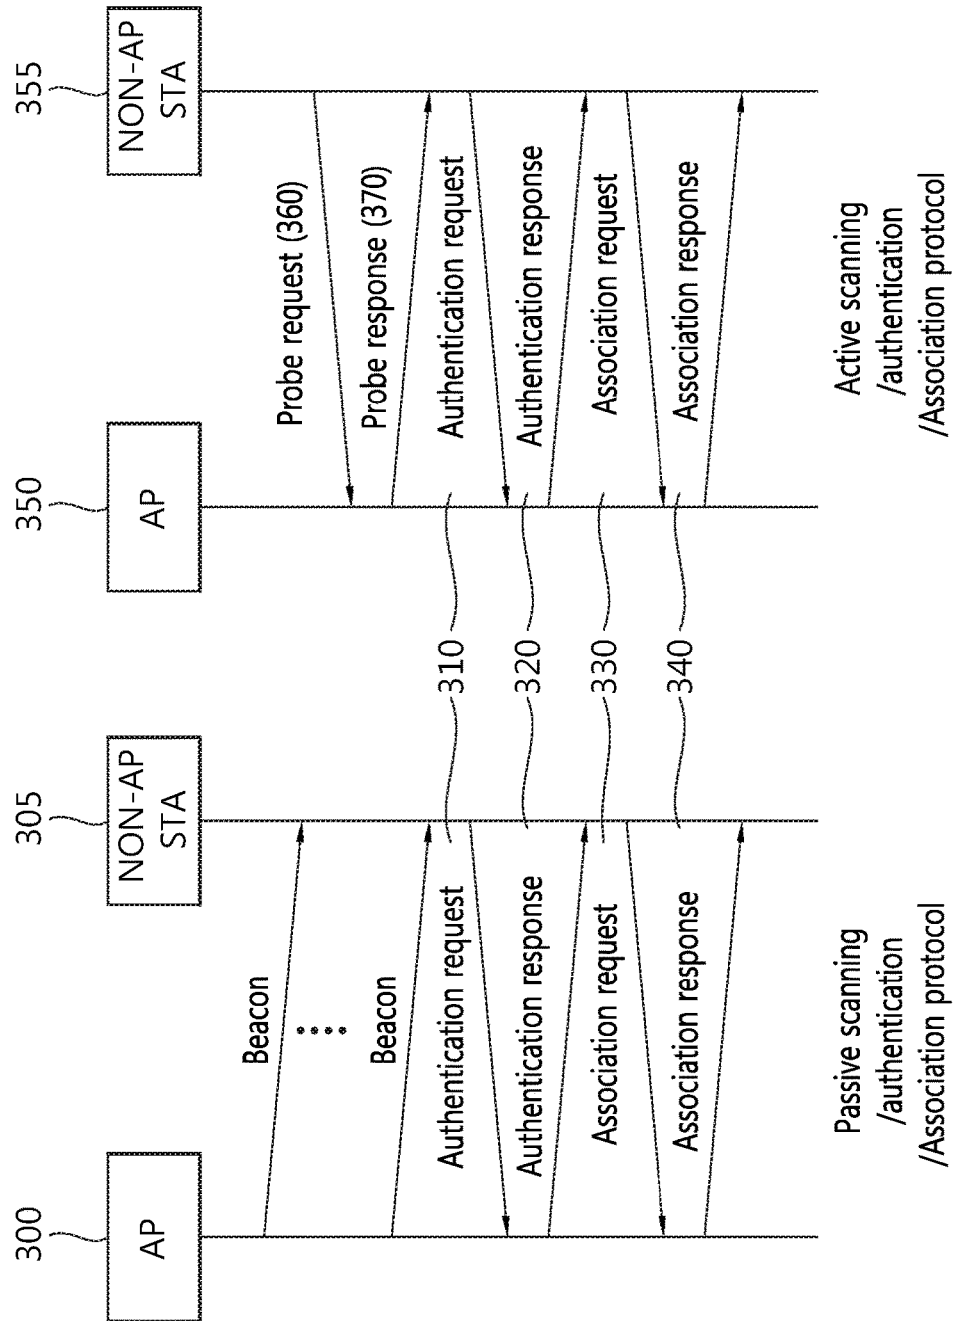 300
305
350
355
AP
NON-AP
STA
AP
NON-AP
STA
Beacon
Beacon
Authentication request
Authentication response
Association request
Association response
310
320
330
340
Probe request (360)
Probe response (370)
Authentication request
Authentication response
Association request
Association response
Passive scanning
/authentication
/Association protocol
Active scanning
/authentication
/Association protocol